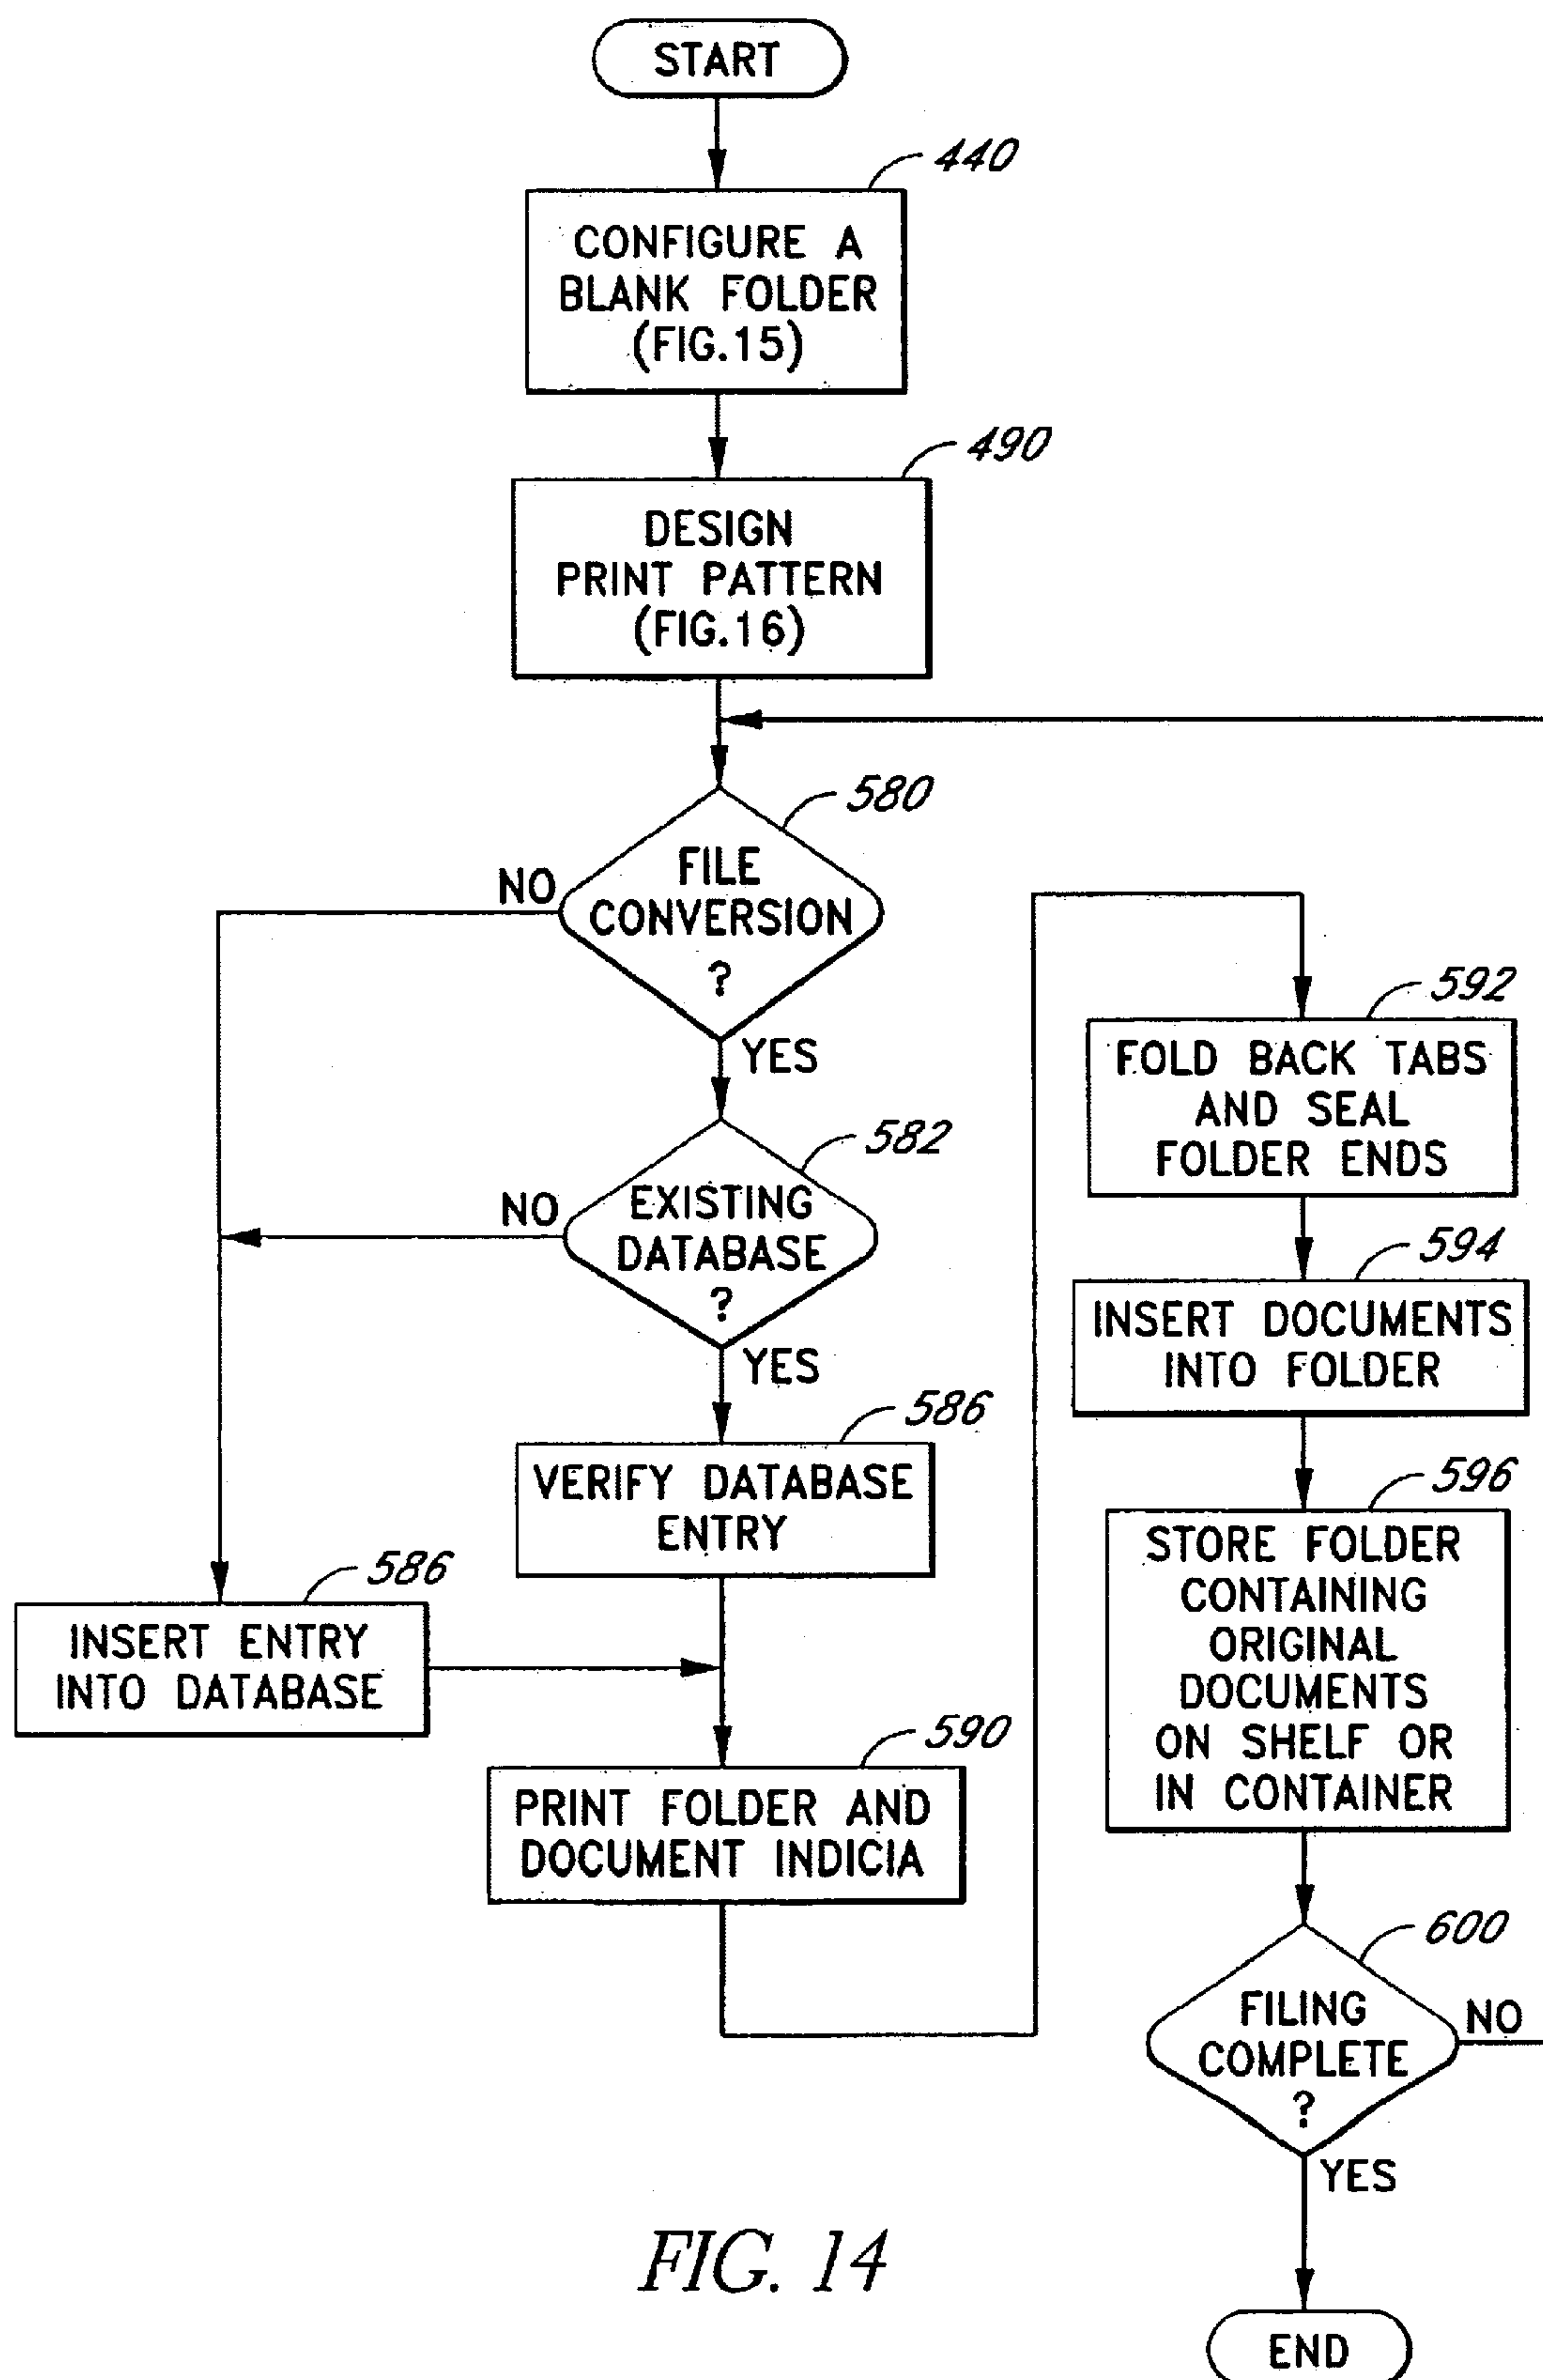 START
440
CONFIGURE A
BLANK FOLDER
(FIG.15)
490
DESIGN
PRINT PATTERN
(FIG.16)
580
FILE
CONVERSION
?
NO
YES
582
EXISTING
DATABASE
?
NO
YES
586
VERIFY DATABASE
ENTRY
586
INSERT ENTRY
INTO DATABASE
590
PRINT FOLDER AND
DOCUMENT INDICIA
592
FOLD BACK TABS
AND SEAL
FOLDER ENDS
594
INSERT DOCUMENTS
INTO FOLDER
596
STORE FOLDER
CONTAINING
ORIGINAL
DOCUMENTS
ON SHELF OR
IN CONTAINER
600
FILING
COMPLETE
?
NO
YES
END
FIG. 14